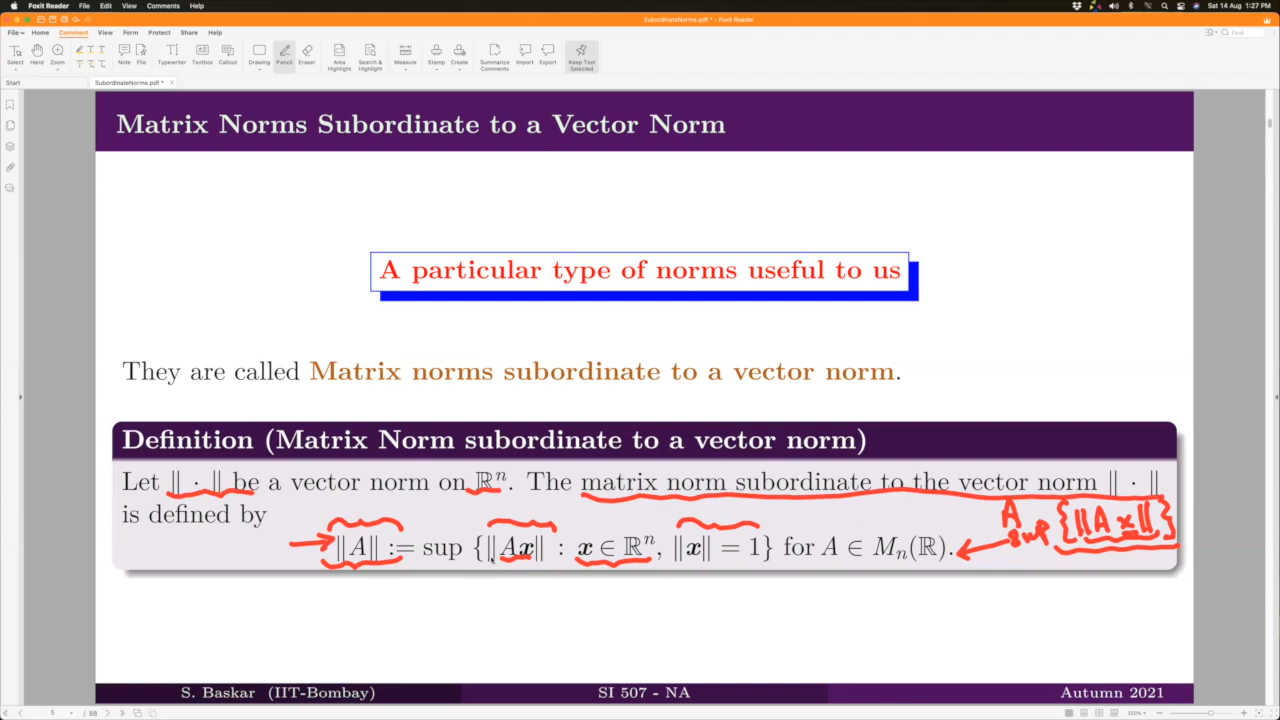 Foxit Reader File Edit View Comments Window Help Sat 14 Aug 1:27 PM
SubordinateNorms.pdf * - Foxit Reader
File Home Comment View Form Protect Share Help Find
Select Hand Zoom Note File Typewriter Textbox Callout Drawing Pencil Eraser Area Highlight Search & Highlight Measure Stamp Create Summarize Comments Import Export Keep Tool Selected
Start SubordinateNorms.pdf *
Matrix Norms Subordinate to a Vector Norm
A particular type of norms useful to us
They are called Matrix norms subordinate to a vector norm.
Definition (Matrix Norm subordinate to a vector norm)
Let ‖ · ‖ be a vector norm on ℝⁿ. The matrix norm subordinate to the vector norm ‖ · ‖
is defined by
‖A‖ := sup {‖Ax‖ : x ∈ ℝⁿ, ‖x‖ = 1} for A ∈ Mₙ(ℝ).
A
sup {‖A x‖}
S. Baskar (IIT-Bombay) SI 507 - NA Autumn 2021
5 / 88 320%